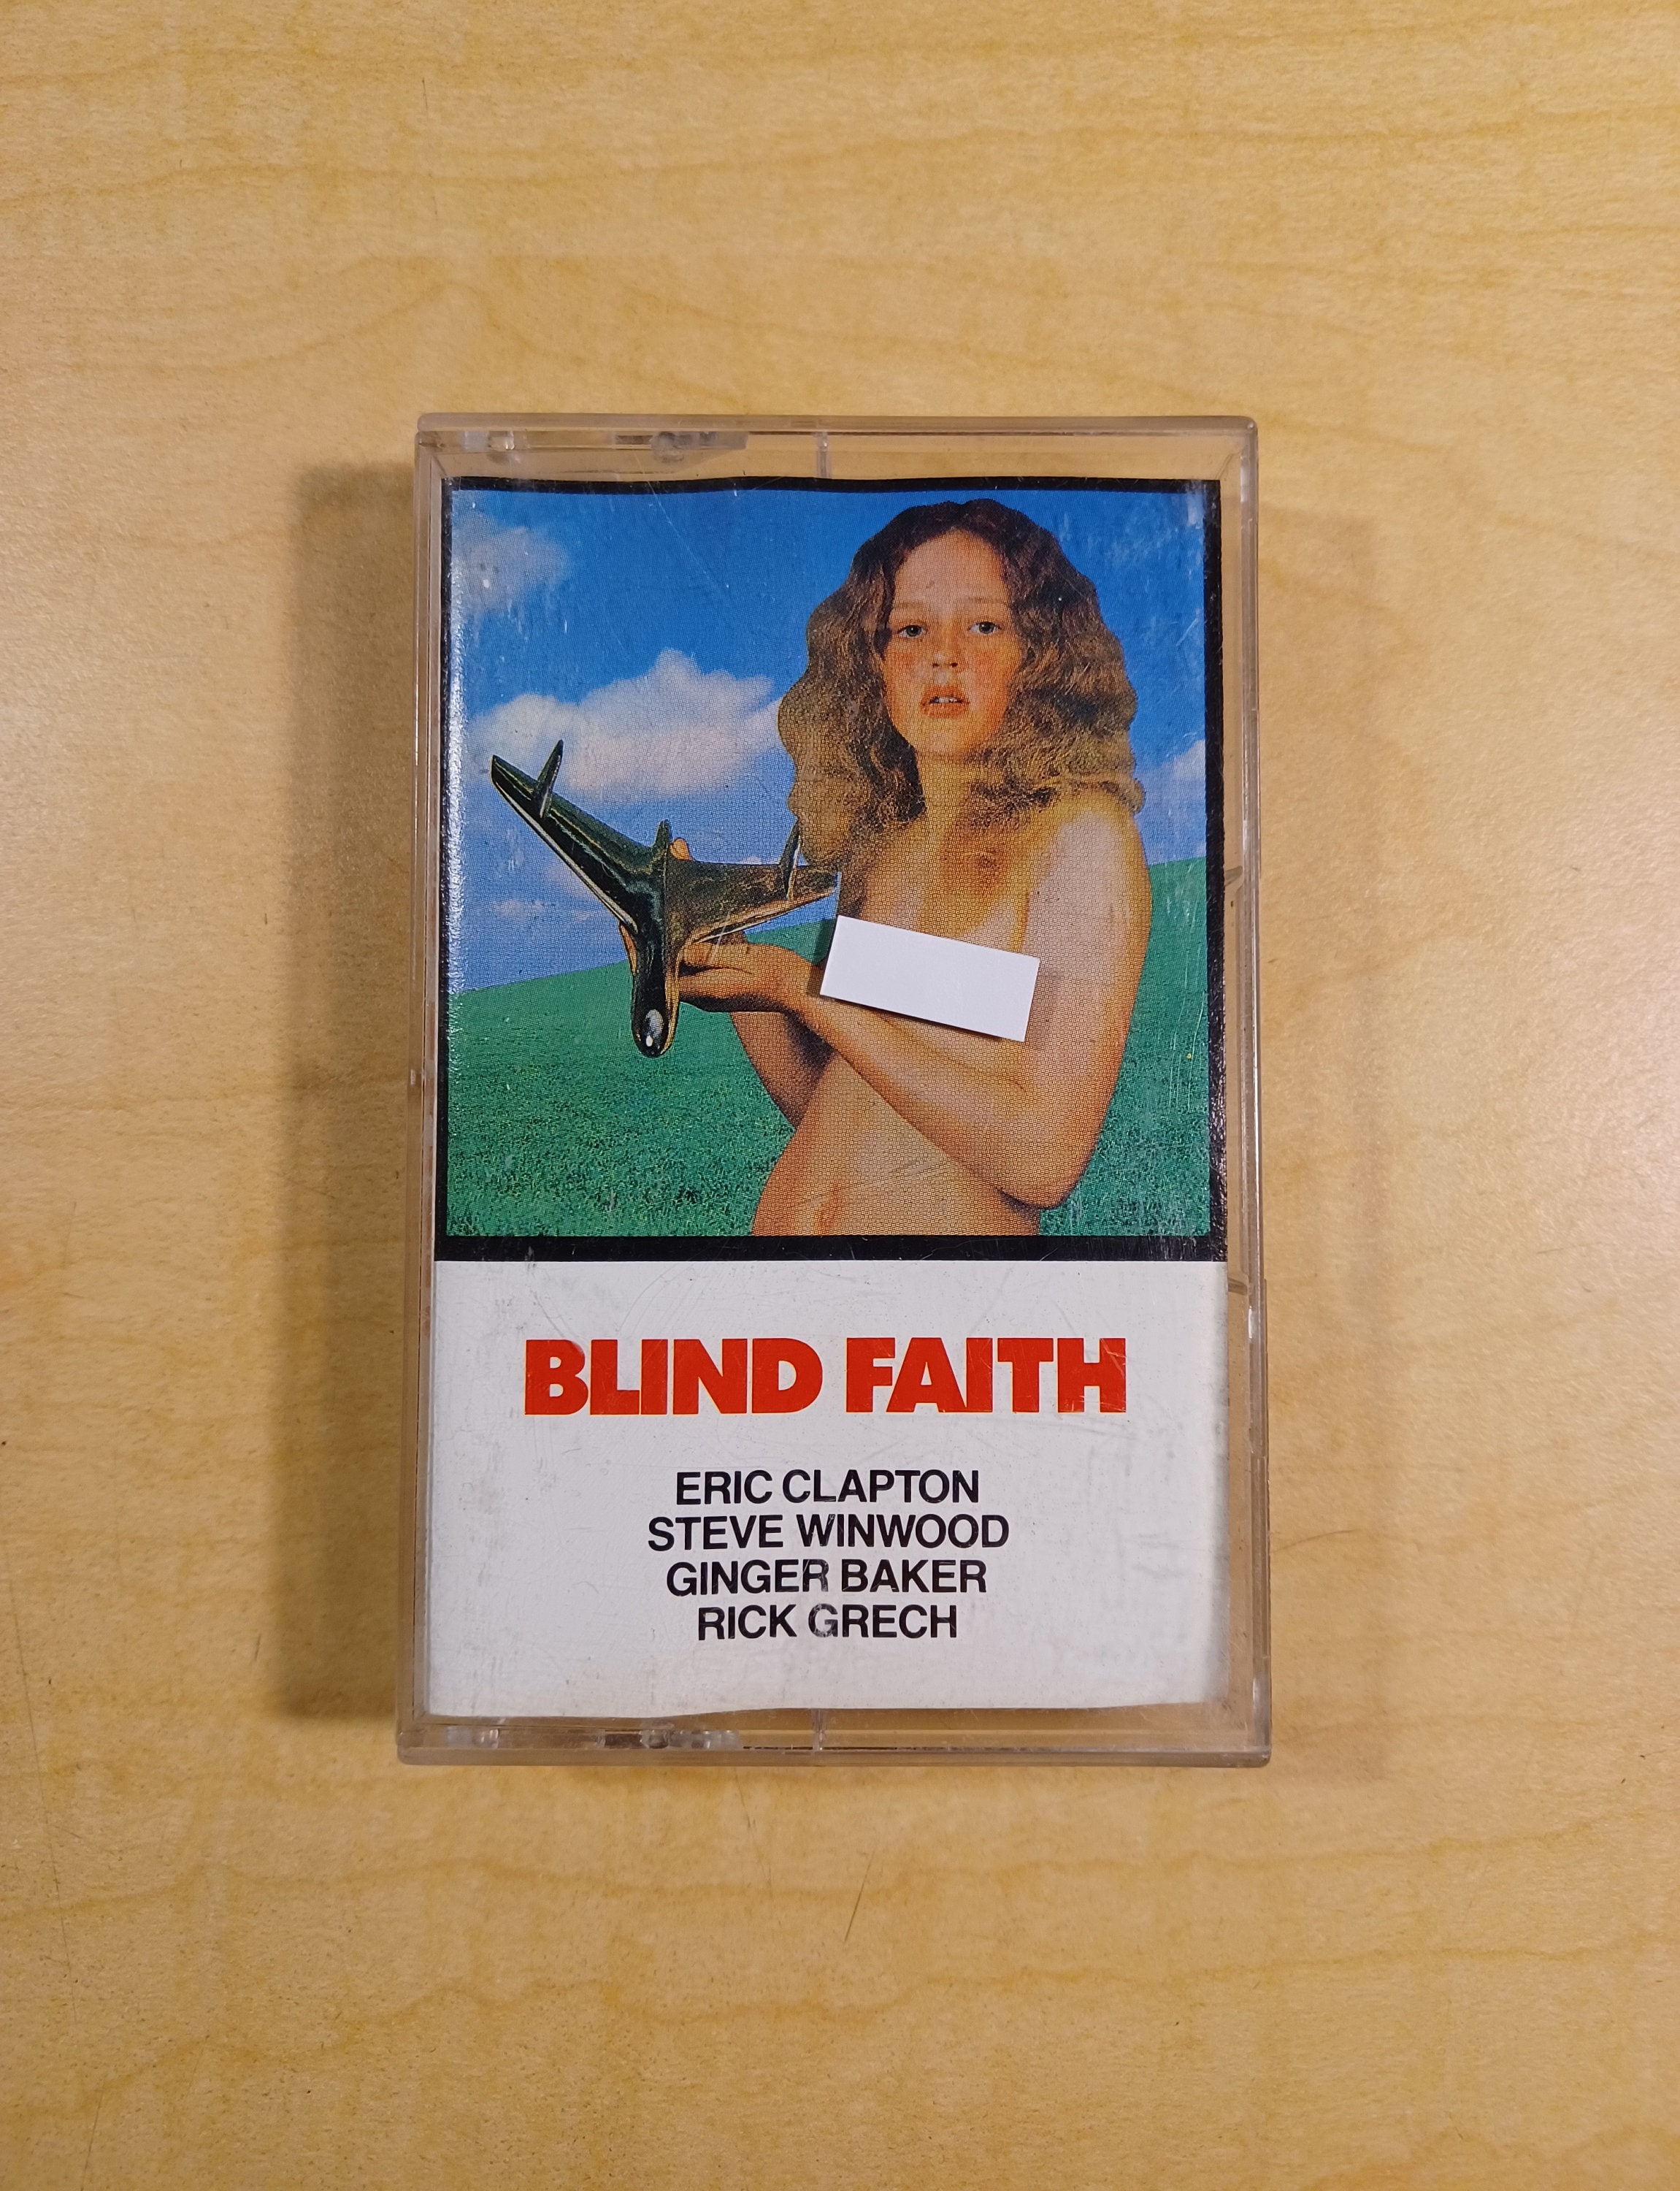 BLIND FAITH
ERIC CLAPTON
STEVE WINWOOD
GINGER BAKER
RICK GRECH